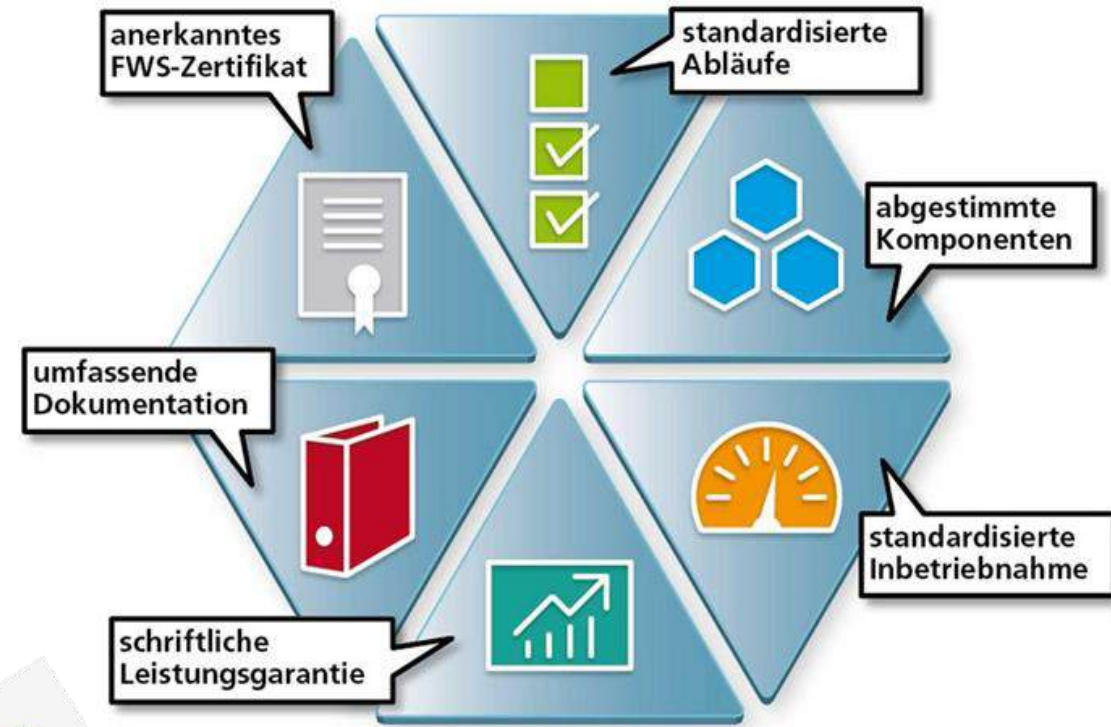 anerkanntes
FWS-Zertifikat
standardisierte
Abläufe
abgestimmte
Komponenten
umfassende
Dokumentation
standardisierte
Inbetriebnahme
schriftliche
Leistungsgarantie